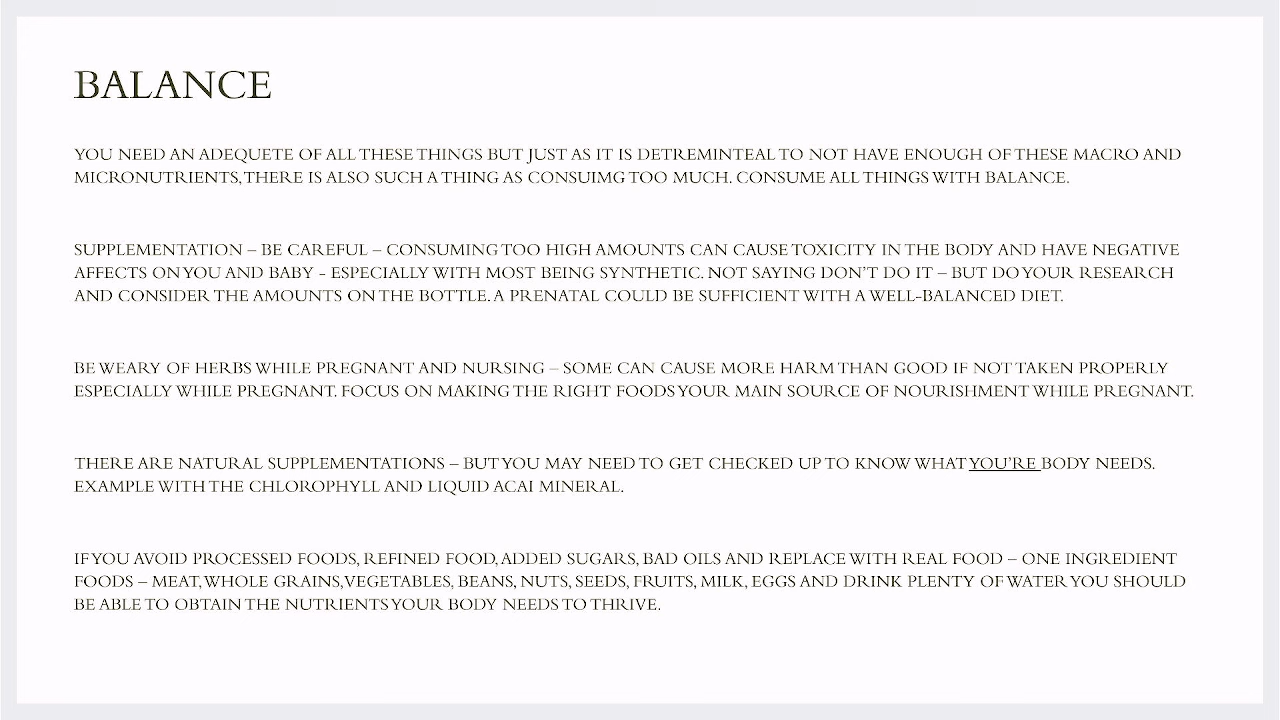 BALANCE
YOU NEED AN ADEQUETE OF ALL THESE THINGS BUT JUST AS IT IS DETREMINTEAL TO NOT HAVE ENOUGH OF THESE MACRO AND
MICRONUTRIENTS, THERE IS ALSO SUCH A THING AS CONSUIMG TOO MUCH. CONSUME ALL THINGS WITH BALANCE.
SUPPLEMENTATION – BE CAREFUL – CONSUMING TOO HIGH AMOUNTS CAN CAUSE TOXICITY IN THE BODY AND HAVE NEGATIVE
AFFECTS ON YOU AND BABY - ESPECIALLY WITH MOST BEING SYNTHETIC. NOT SAYING DON'T DO IT – BUT DO YOUR RESEARCH
AND CONSIDER THE AMOUNTS ON THE BOTTLE. A PRENATAL COULD BE SUFFICIENT WITH A WELL-BALANCED DIET.
BE WEARY OF HERBS WHILE PREGNANT AND NURSING – SOME CAN CAUSE MORE HARM THAN GOOD IF NOT TAKEN PROPERLY
ESPECIALLY WHILE PREGNANT. FOCUS ON MAKING THE RIGHT FOODS YOUR MAIN SOURCE OF NOURISHMENT WHILE PREGNANT.
THERE ARE NATURAL SUPPLEMENTATIONS – BUT YOU MAY NEED TO GET CHECKED UP TO KNOW WHAT YOU'RE BODY NEEDS.
EXAMPLE WITH THE CHLOROPHYLL AND LIQUID ACAI MINERAL.
IF YOU AVOID PROCESSED FOODS, REFINED FOOD, ADDED SUGARS, BAD OILS AND REPLACE WITH REAL FOOD – ONE INGREDIENT
FOODS – MEAT, WHOLE GRAINS, VEGETABLES, BEANS, NUTS, SEEDS, FRUITS, MILK, EGGS AND DRINK PLENTY OF WATER YOU SHOULD
BE ABLE TO OBTAIN THE NUTRIENTS YOUR BODY NEEDS TO THRIVE.